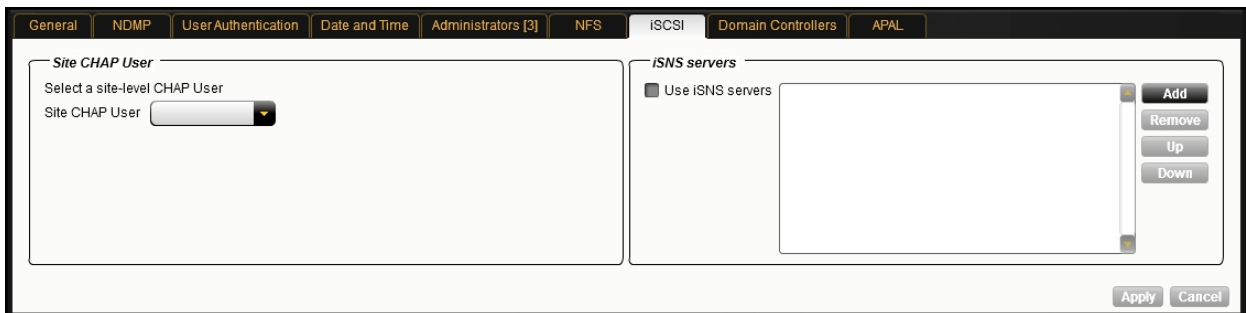 General NDMP User Authentication Date and Time Administrators [3] NFS iSCSI Domain Controllers APAL
Site CHAP User
Select a site-level CHAP User
Site CHAP User
iSNS servers
Use iSNS servers
Add
Remove
Up
Down
Apply Cancel